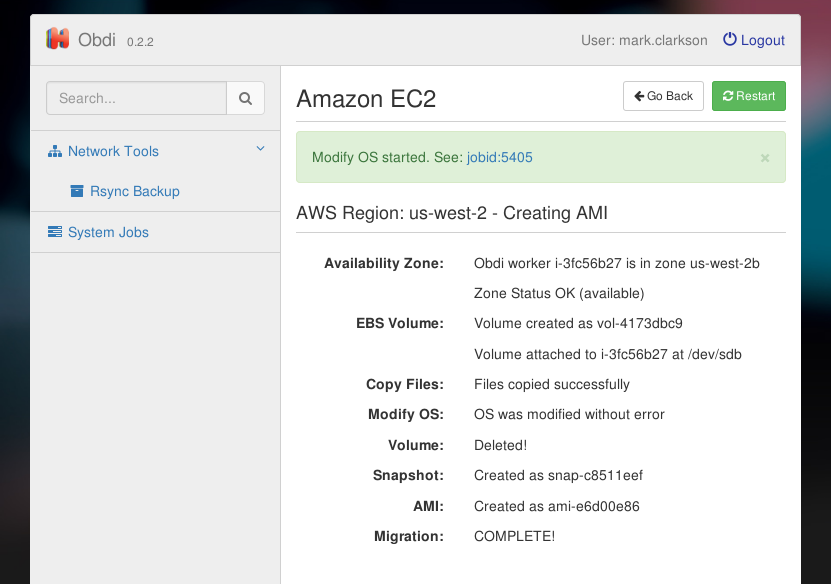 Obdi 0.2.2
User: mark.clarkson Logout
Search...
Network Tools
Rsync Backup
System Jobs
Amazon EC2
Go Back
Restart
Modify OS started. See: jobid:5405 ×
AWS Region: us-west-2 - Creating AMI
Availability Zone: Obdi worker i-3fc56b27 is in zone us-west-2b
Zone Status OK (available)
EBS Volume: Volume created as vol-4173dbc9
Volume attached to i-3fc56b27 at /dev/sdb
Copy Files: Files copied successfully
Modify OS: OS was modified without error
Volume: Deleted!
Snapshot: Created as snap-c8511eef
AMI: Created as ami-e6d00e86
Migration: COMPLETE!